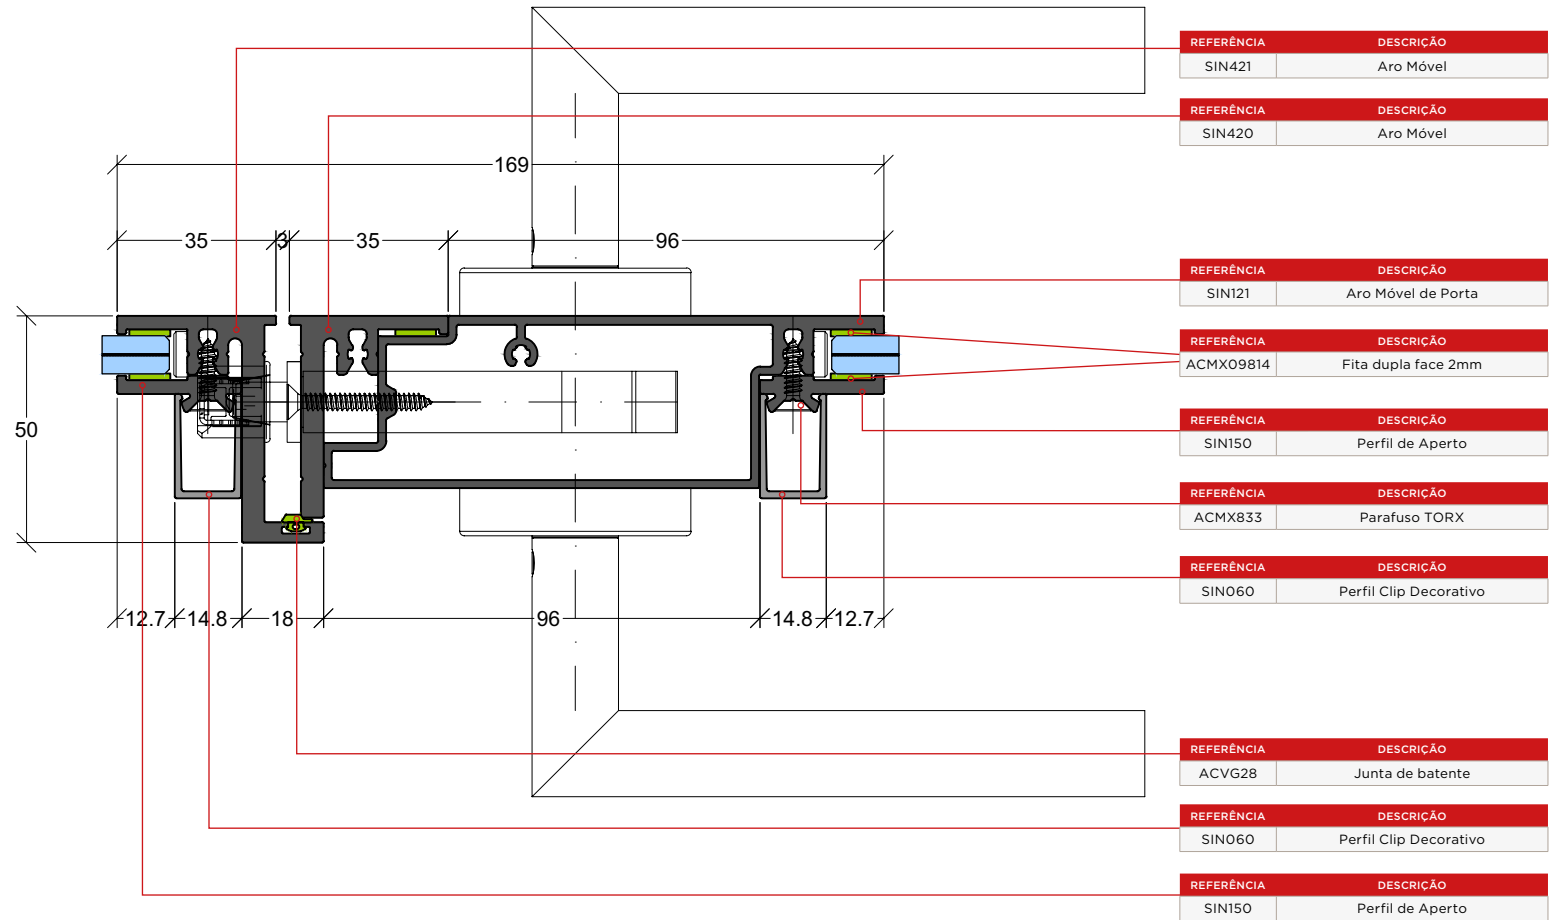 REFERÊNCIA DESCRIÇÃO
SIN421 Aro Móvel
REFERÊNCIA DESCRIÇÃO
SIN420 Aro Móvel
169
35 3 35 96
REFERÊNCIA DESCRIÇÃO
SIN121 Aro Móvel de Porta
REFERÊNCIA DESCRIÇÃO
ACMX09814 Fita dupla face 2mm
50
REFERÊNCIA DESCRIÇÃO
SIN150 Perfil de Aperto
REFERÊNCIA DESCRIÇÃO
ACMX833 Parafuso TORX
REFERÊNCIA DESCRIÇÃO
SIN060 Perfil Clip Decorativo
12.7 14.8 18 96 14.8 12.7
REFERÊNCIA DESCRIÇÃO
ACVG28 Junta de batente
REFERÊNCIA DESCRIÇÃO
SIN060 Perfil Clip Decorativo
REFERÊNCIA DESCRIÇÃO
SIN150 Perfil de Aperto